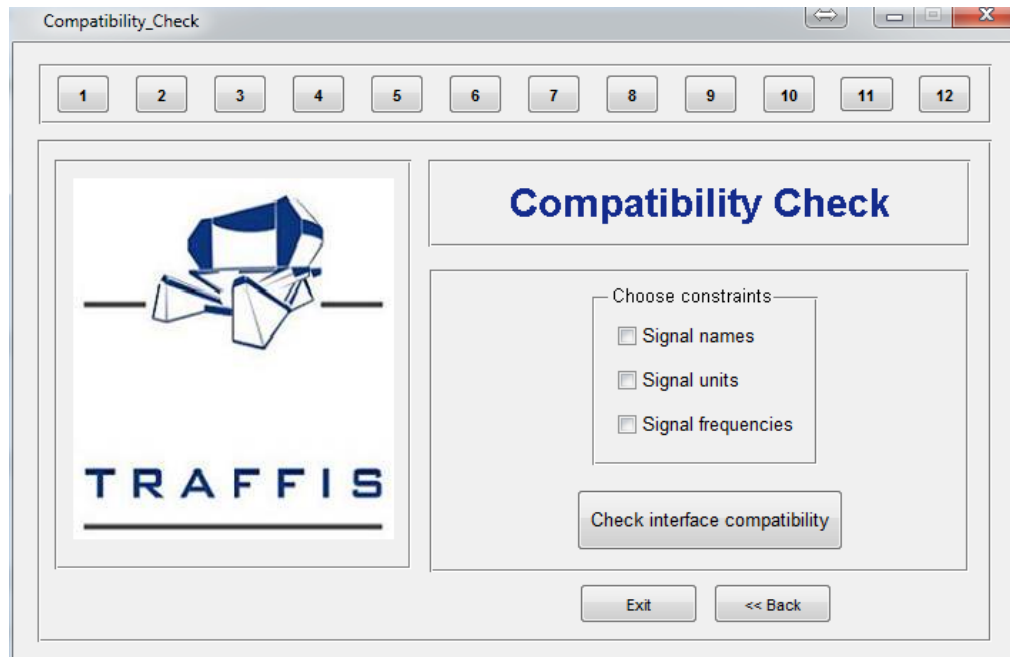 Compatibility_Check
1 2 3 4 5 6 7 8 9 10 11 12
Compatibility Check
TRAFFIS
Choose constraints
Signal names
Signal units
Signal frequencies
Check interface compatibility
Exit << Back